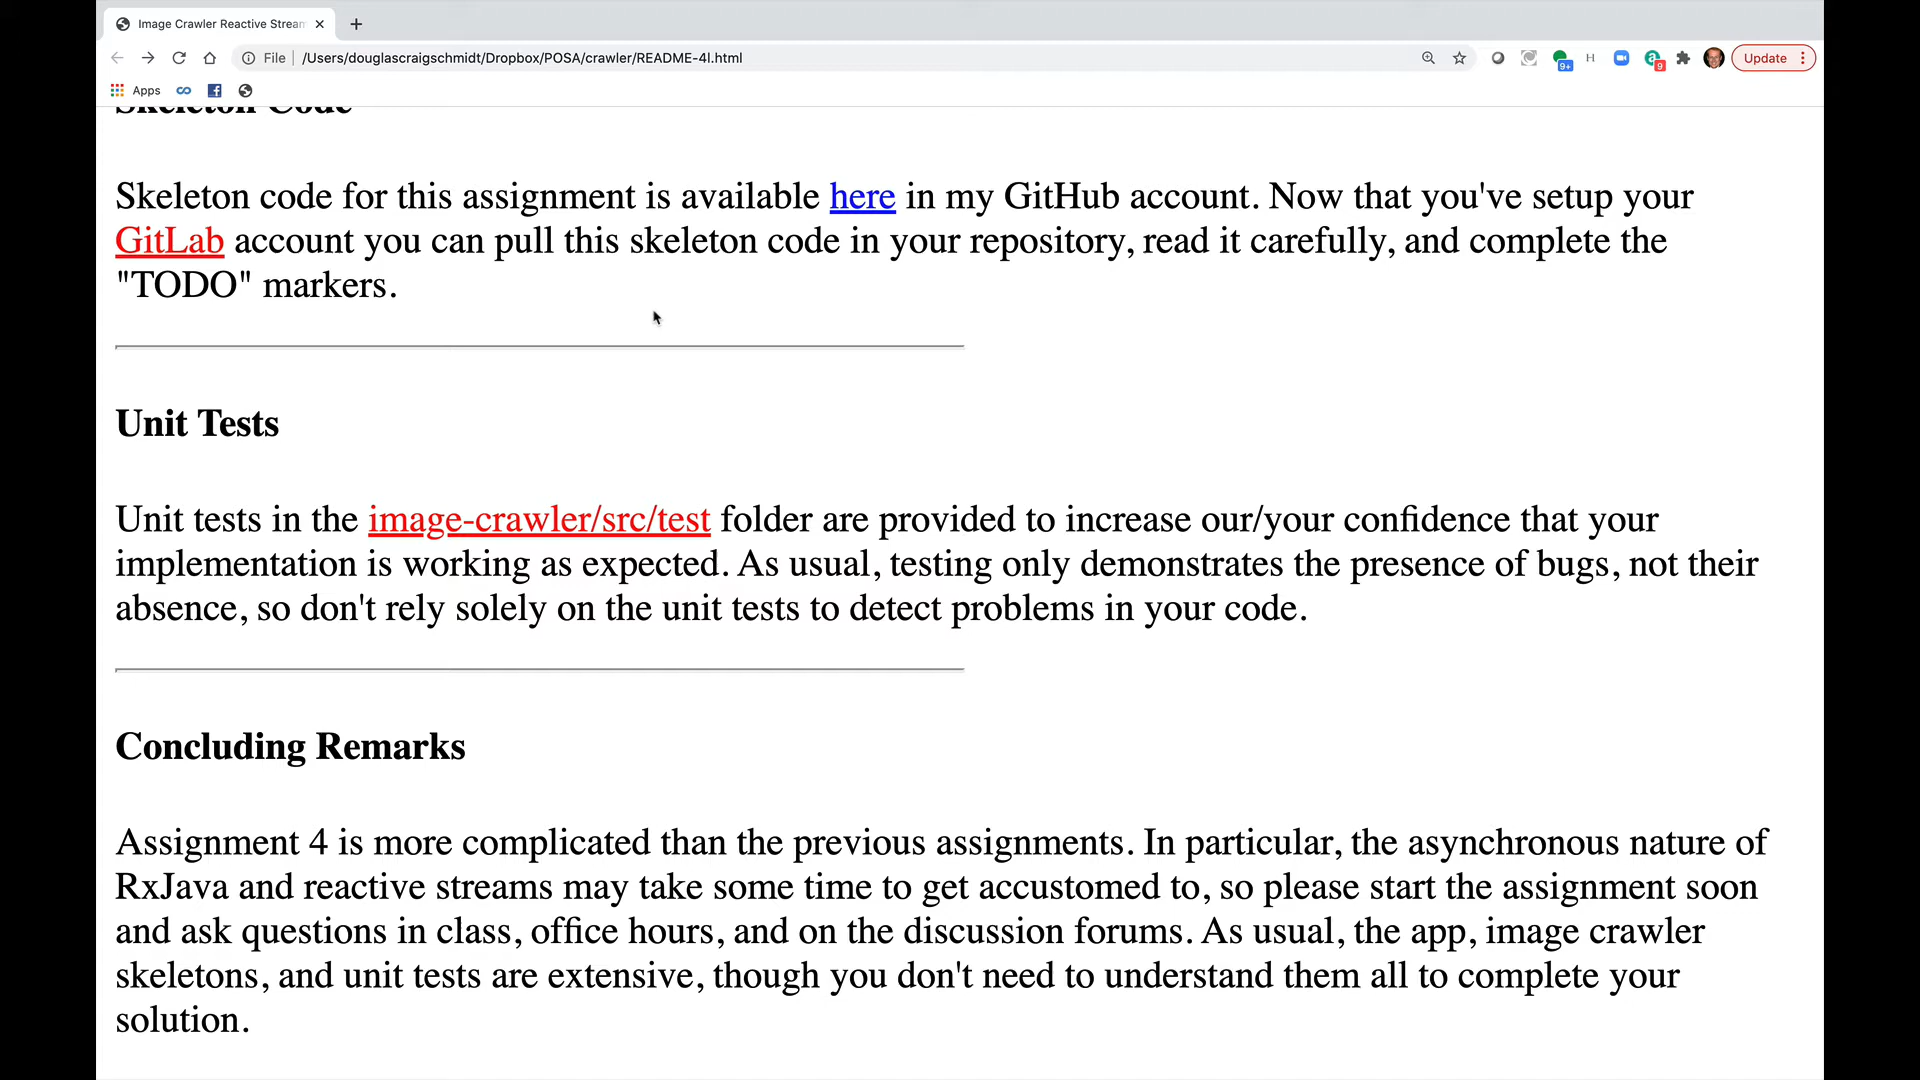 Image Crawler Reactive Strea
File
/Users/douglascraigschmidt/Dropbox/POSA/crawler/README-4l.html
9+
H
9
Update
Apps
Skeleton Code
Skeleton code for this assignment is available here in my GitHub account. Now that you've setup your
GitLab account you can pull this skeleton code in your repository, read it carefully, and complete the
"TODO" markers.
Unit Tests
Unit tests in the image-crawler/src/test folder are provided to increase our/your confidence that your
implementation is working as expected. As usual, testing only demonstrates the presence of bugs, not their
absence, so don't rely solely on the unit tests to detect problems in your code.
Concluding Remarks
Assignment 4 is more complicated than the previous assignments. In particular, the asynchronous nature of
RxJava and reactive streams may take some time to get accustomed to, so please start the assignment soon
and ask questions in class, office hours, and on the discussion forums. As usual, the app, image crawler
skeletons, and unit tests are extensive, though you don't need to understand them all to complete your
solution.